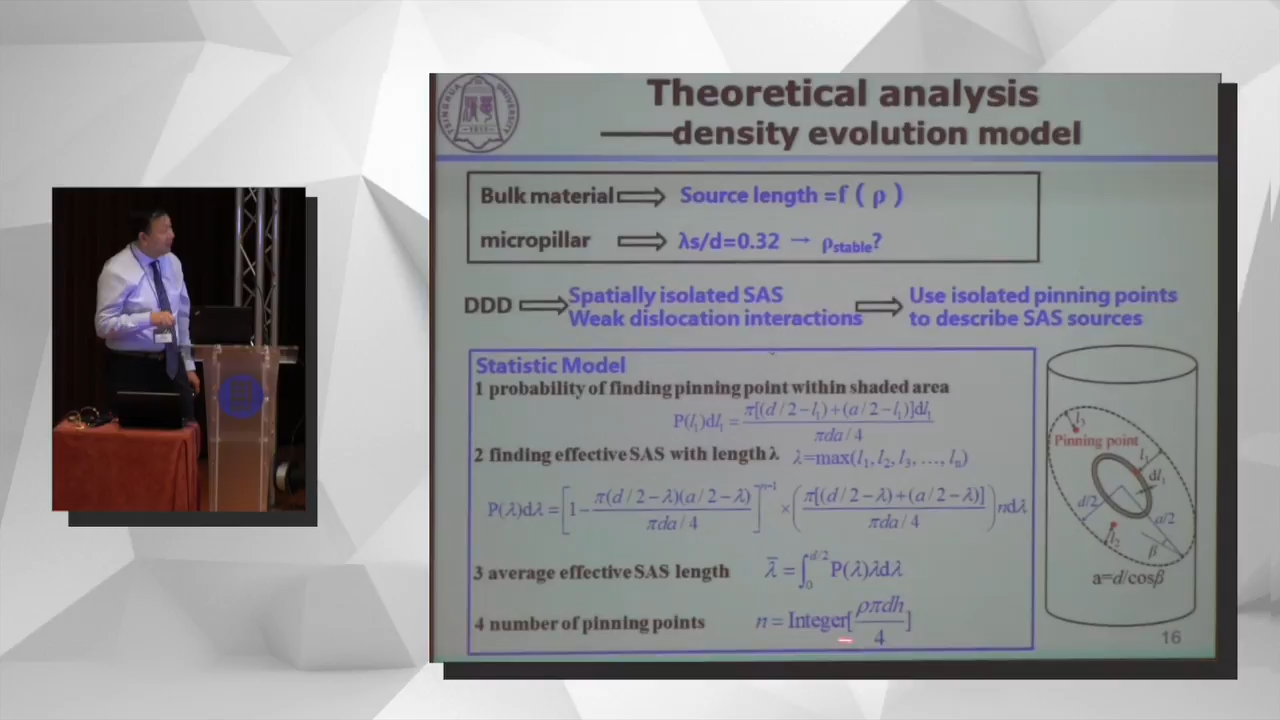 TSINGHUA UNIVERSITY
-1911-
Theoretical analysis
——density evolution model
Bulk material ⇒ Source length =f ( ρ )
micropillar ⇒ λs/d=0.32 → ρstable?
DDD ⇒ Spatially isolated SAS
Weak dislocation interactions ⇒ Use isolated pinning points
to describe SAS sources
Statistic Model
1 probability of finding pinning point within shaded area
P(l₁)dl₁ = π[(d/2−l₁)+(a/2−l₁)]dl₁ / πda/4
2 finding effective SAS with length λ λ=max(l₁,l₂,l₃,…,lₙ)
P(λ)dλ = [1− π(d/2−λ)(a/2−λ) / πda/4]ⁿ⁻¹ × (π[(d/2−λ)+(a/2−λ)] / πda/4) ndλ
3 average effective SAS length λ̄ = ∫₀^{d/2} P(λ)λdλ
4 number of pinning points n = Integer[ρπdh / 4]
l₃
Pinning point
l₁
dl₁
d/2
a/2
l₂
β
a=d/cosβ
16